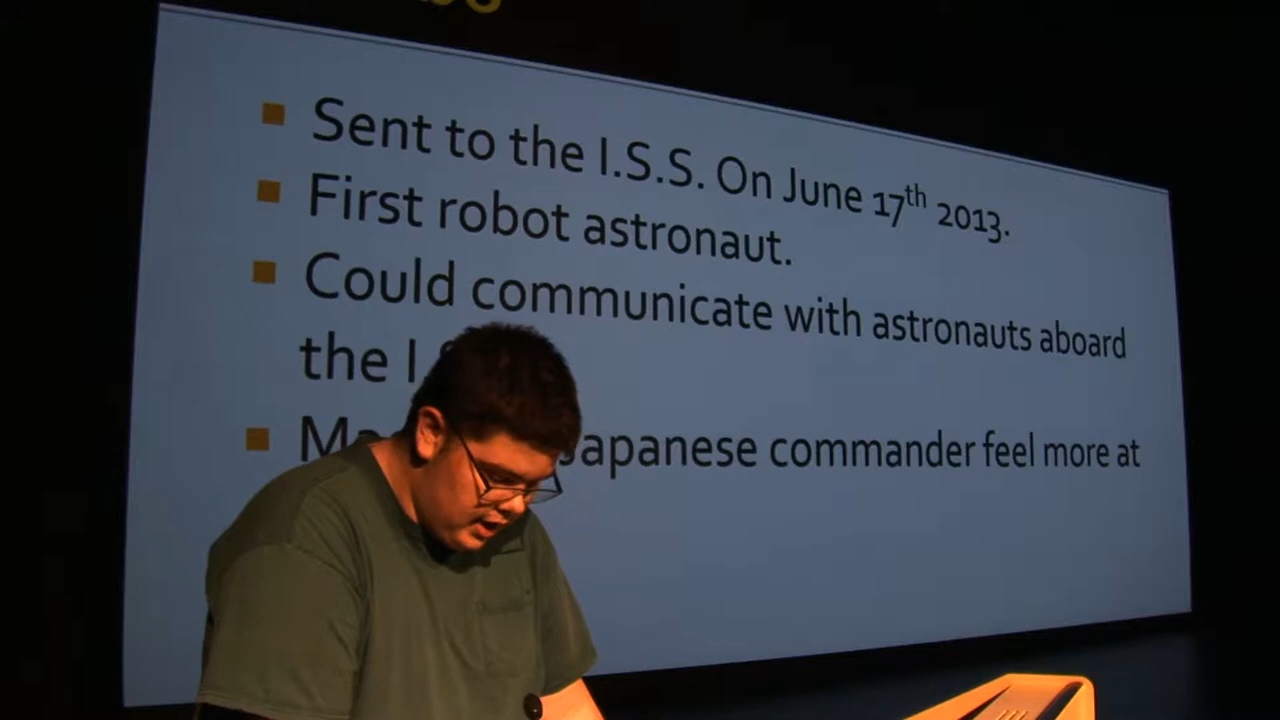 Sent to the I.S.S. On June 17th 2013.
First robot astronaut.
Could communicate with astronauts aboard
the I.
Japanese commander feel more at